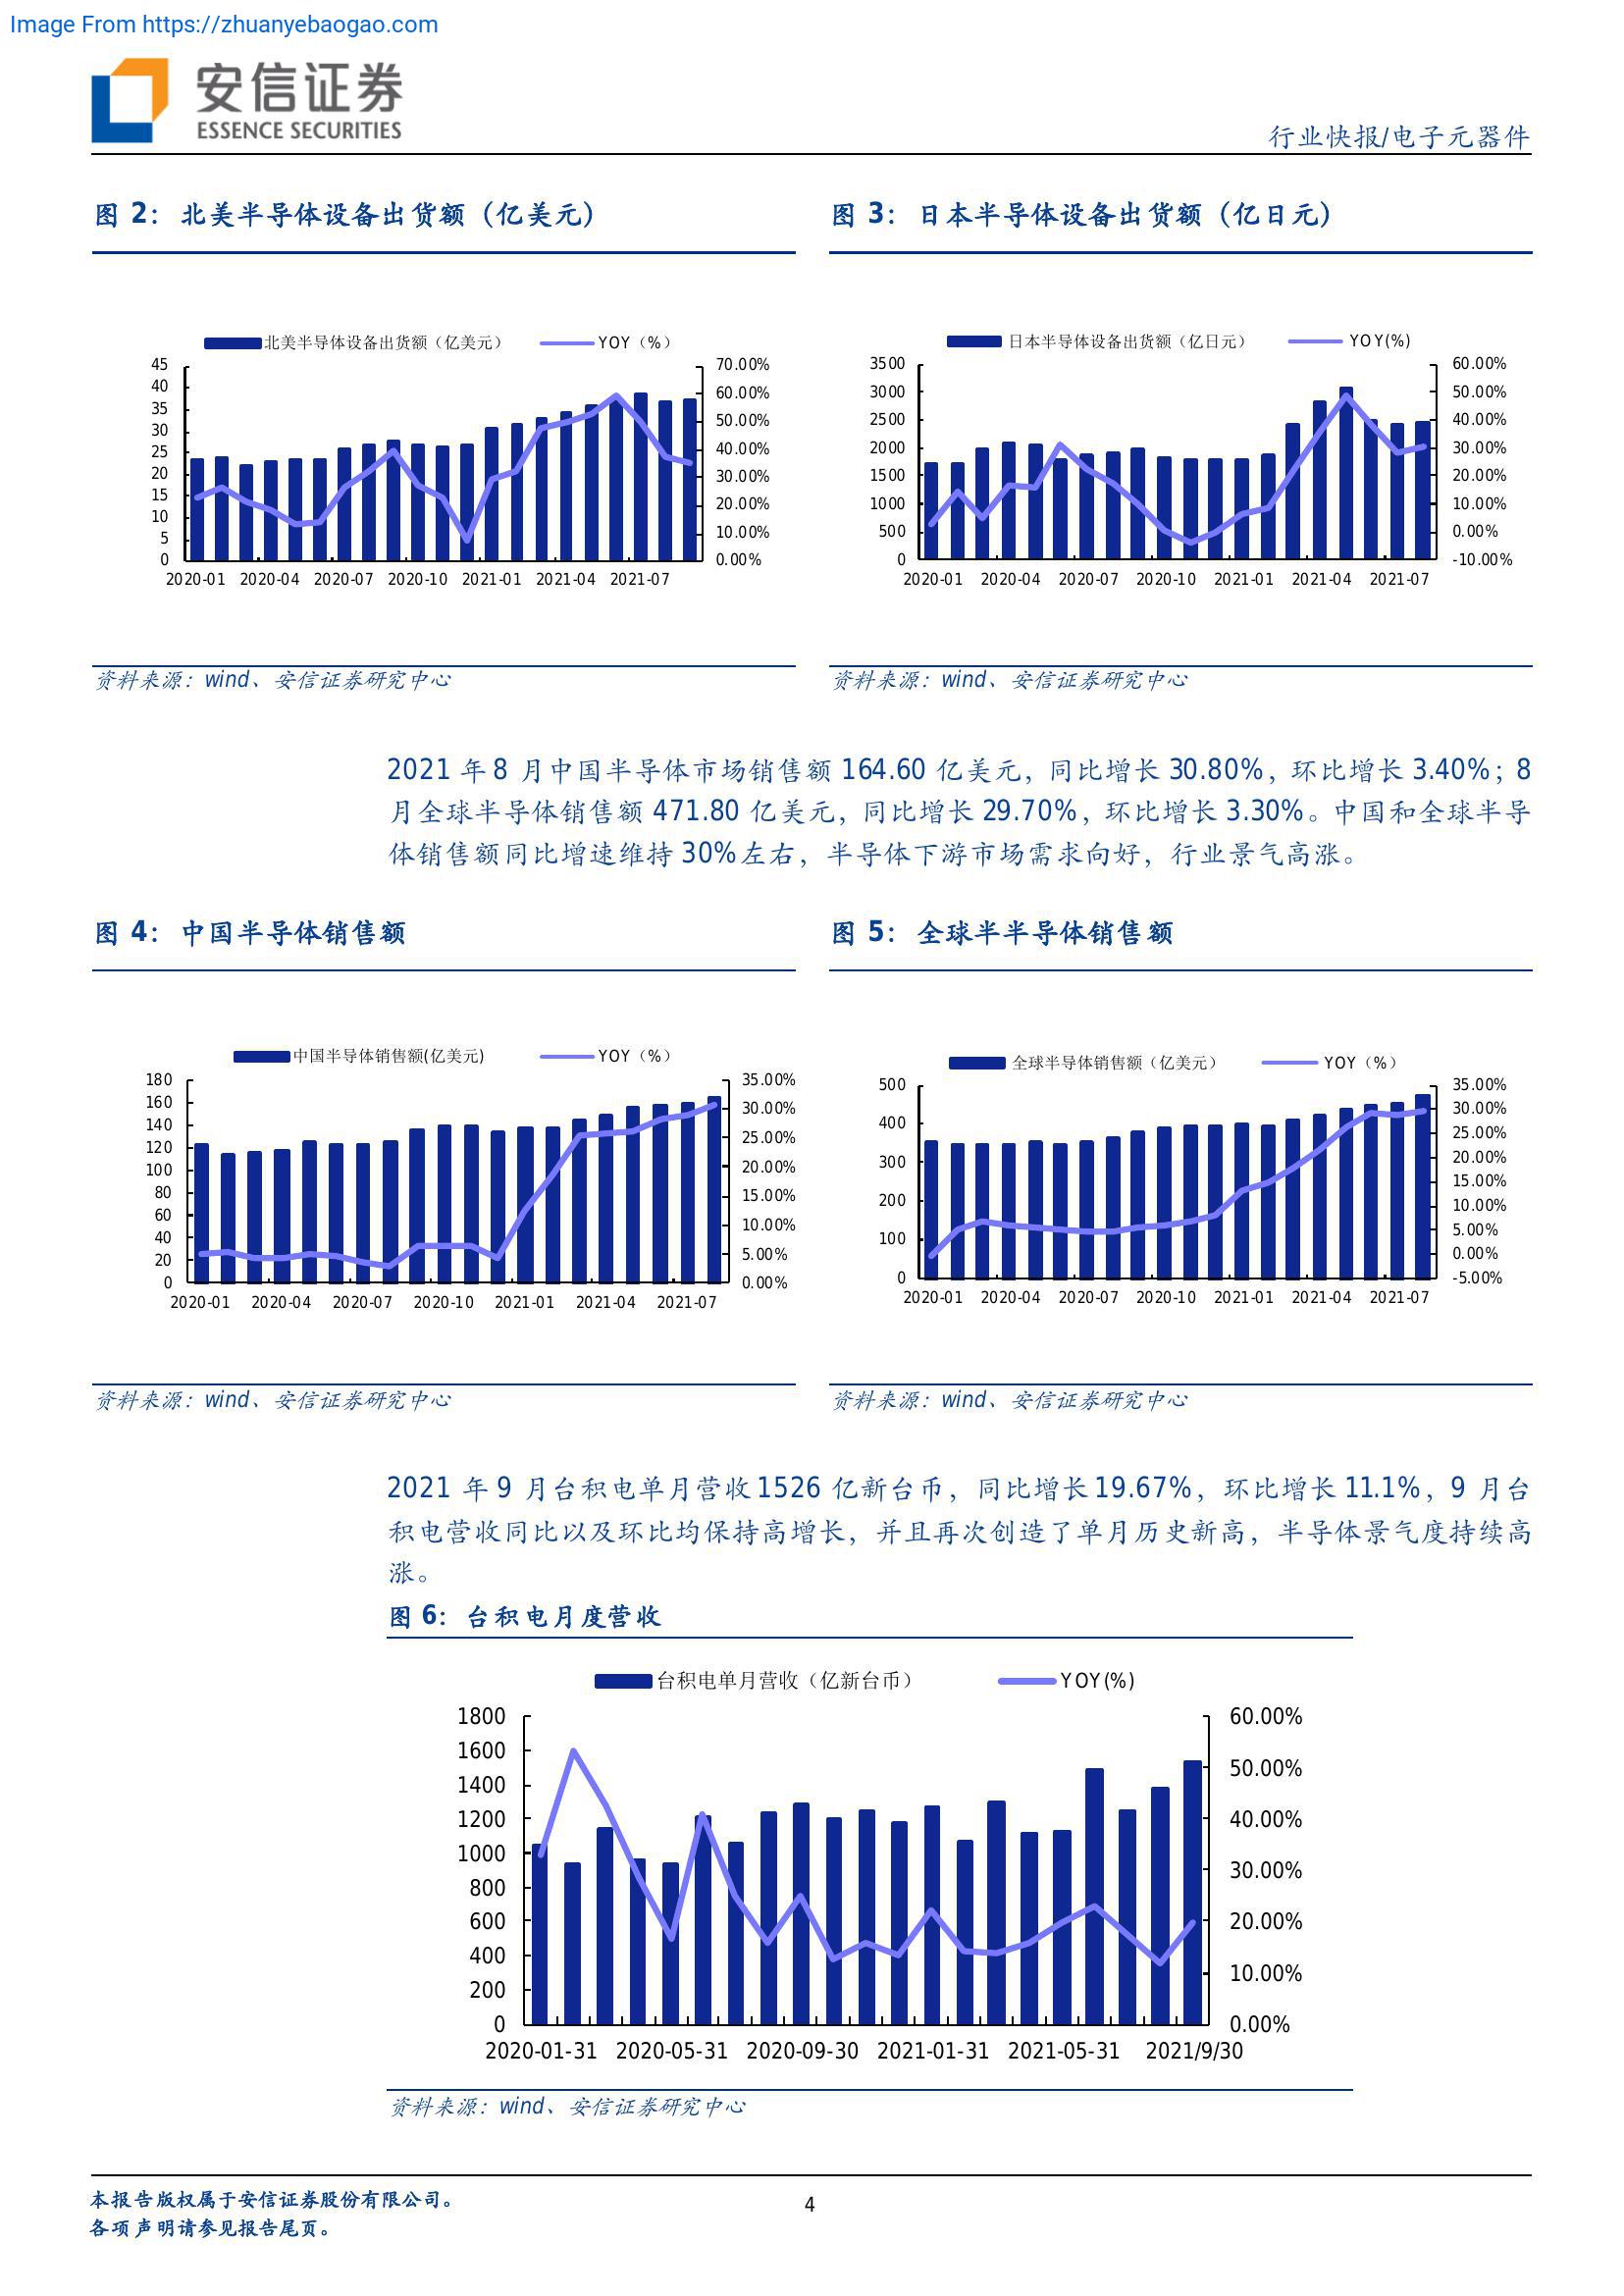 Image From https://zhuanyebaogao.com
安信证券
ESSENCE SECURITIES
行业快报/电子元器件
图 2：北美半导体设备出货额（亿美元）
图 3：日本半导体设备出货额（亿日元）
北美半导体设备出货额（亿美元） YOY（%）
45
40
35
30
25
20
15
10
5
0
70.00%
60.00%
50.00%
40.00%
30.00%
20.00%
10.00%
0.00%
2020-01 2020-04 2020-07 2020-10 2021-01 2021-04 2021-07
日本半导体设备出货额（亿日元） YOY(%)
3500
3000
2500
2000
1500
1000
500
0
60.00%
50.00%
40.00%
30.00%
20.00%
10.00%
0.00%
-10.00%
2020-01 2020-04 2020-07 2020-10 2021-01 2021-04 2021-07
资料来源：wind、安信证券研究中心
资料来源：wind、安信证券研究中心
2021 年 8 月中国半导体市场销售额 164.60 亿美元，同比增长 30.80%，环比增长 3.40%；8
月全球半导体销售额 471.80 亿美元，同比增长 29.70%，环比增长 3.30%。中国和全球半导
体销售额同比增速维持 30%左右，半导体下游市场需求向好，行业景气高涨。
图 4：中国半导体销售额
图 5：全球半半导体销售额
中国半导体销售额(亿美元) YOY（%）
180
160
140
120
100
80
60
40
20
0
35.00%
30.00%
25.00%
20.00%
15.00%
10.00%
5.00%
0.00%
2020-01 2020-04 2020-07 2020-10 2021-01 2021-04 2021-07
全球半导体销售额（亿美元） YOY（%）
500
400
300
200
100
0
35.00%
30.00%
25.00%
20.00%
15.00%
10.00%
5.00%
0.00%
-5.00%
2020-01 2020-04 2020-07 2020-10 2021-01 2021-04 2021-07
资料来源：wind、安信证券研究中心
资料来源：wind、安信证券研究中心
2021 年 9 月台积电单月营收 1526 亿新台币，同比增长 19.67%，环比增长 11.1%，9 月台
积电营收同比以及环比均保持高增长，并且再次创造了单月历史新高，半导体景气度持续高
涨。
图 6：台积电月度营收
台积电单月营收（亿新台币） YOY(%)
1800
1600
1400
1200
1000
800
600
400
200
0
60.00%
50.00%
40.00%
30.00%
20.00%
10.00%
0.00%
2020-01-31 2020-05-31 2020-09-30 2021-01-31 2021-05-31 2021/9/30
资料来源：wind、安信证券研究中心
本报告版权属于安信证券股份有限公司。
各项声明请参见报告尾页。
4